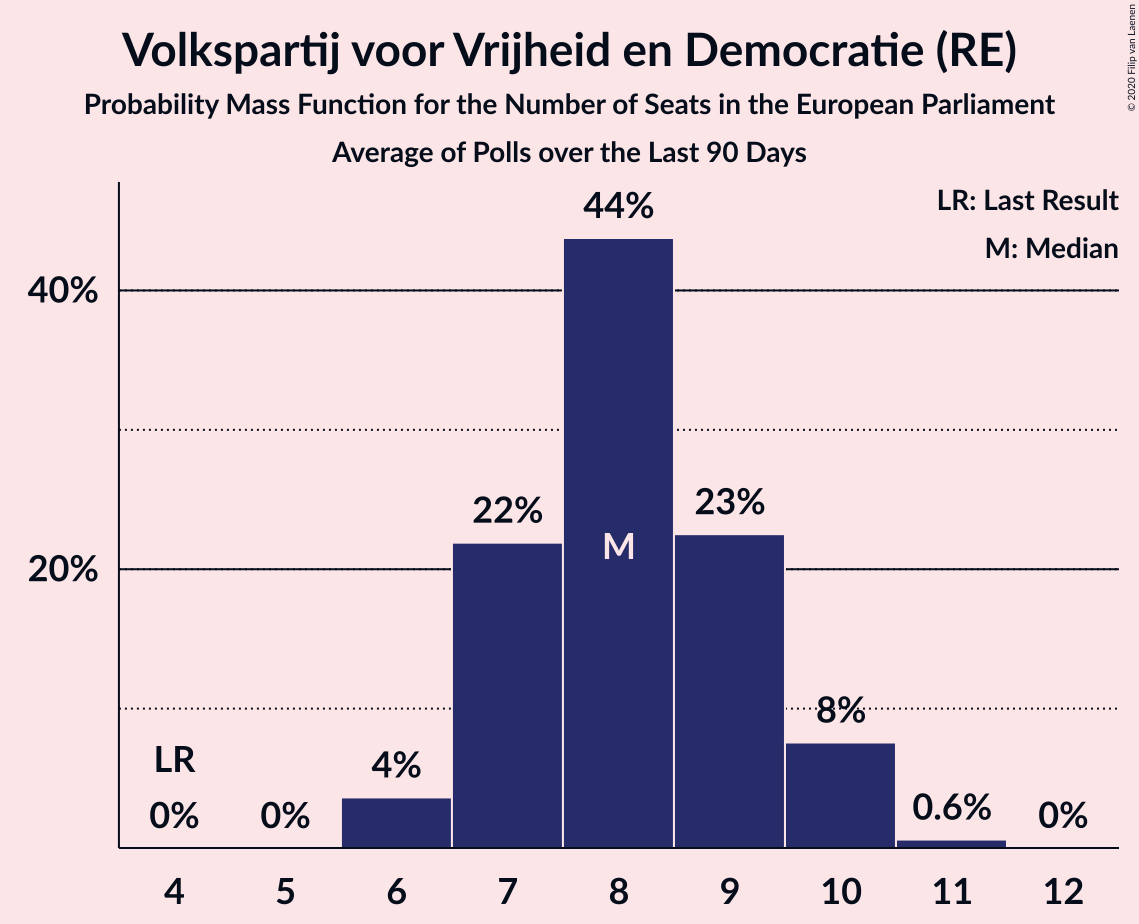 Volkspartij voor Vrijheid en Democratie (RE)
Probability Mass Function for the Number of Seats in the European Parliament
Average of Polls over the Last 90 Days
© 2020 Filip van Laenen
LR: Last Result
M: Median
44%
40%
22%
23%
M
20%
8%
LR
4%
0%
0%
0.6%
0%
4 5 6 7 8 9 10 11 12